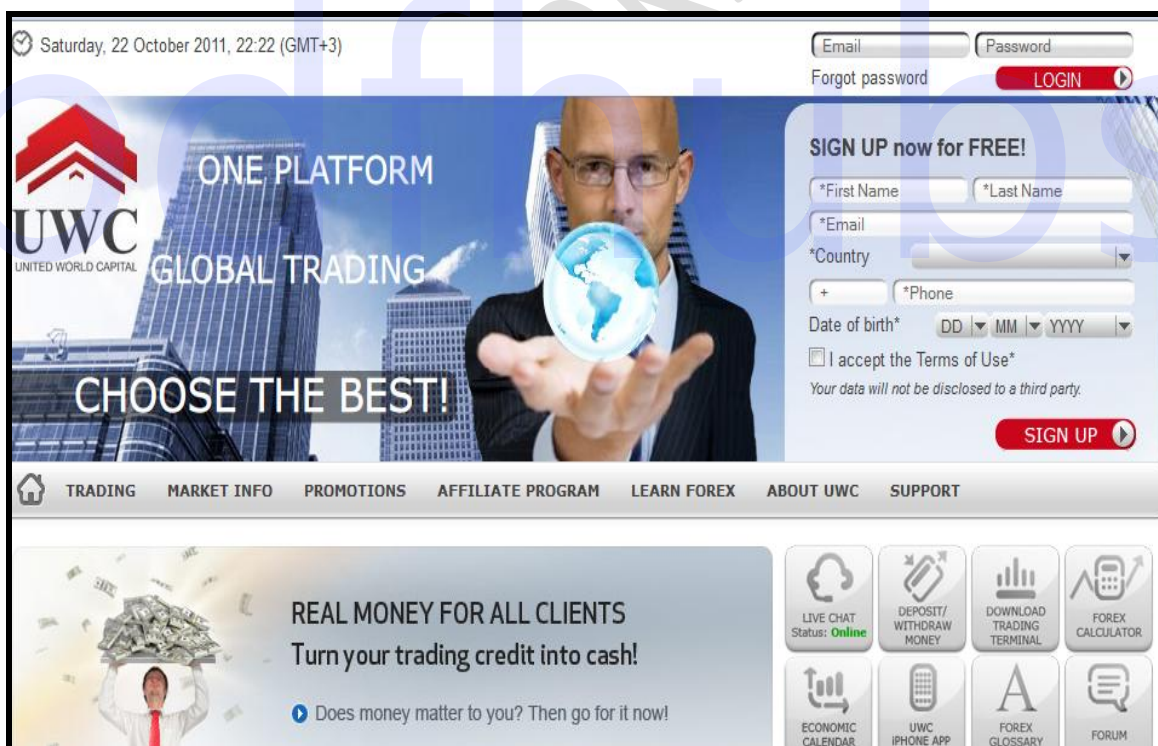 Saturday, 22 October 2011, 22:22 (GMT+3)
Email
Password
Forgot password
LOGIN
UWC
UNITED WORLD CAPITAL
ONE PLATFORM
GLOBAL TRADING
CHOOSE THE BEST!
SIGN UP now for FREE!
*First Name
*Last Name
*Email
*Country
+
*Phone
Date of birth*
DD
MM
YYYY
I accept the Terms of Use*
Your data will not be disclosed to a third party.
SIGN UP
TRADING
MARKET INFO
PROMOTIONS
AFFILIATE PROGRAM
LEARN FOREX
ABOUT UWC
SUPPORT
REAL MONEY FOR ALL CLIENTS
Turn your trading credit into cash!
Does money matter to you? Then go for it now!
LIVE CHAT
Status: Online
DEPOSIT/
WITHDRAW
MONEY
DOWNLOAD
TRADING
TERMINAL
FOREX
CALCULATOR
ECONOMIC
CALENDAR
UWC
iPHONE APP
A
FOREX
GLOSSARY
FORUM